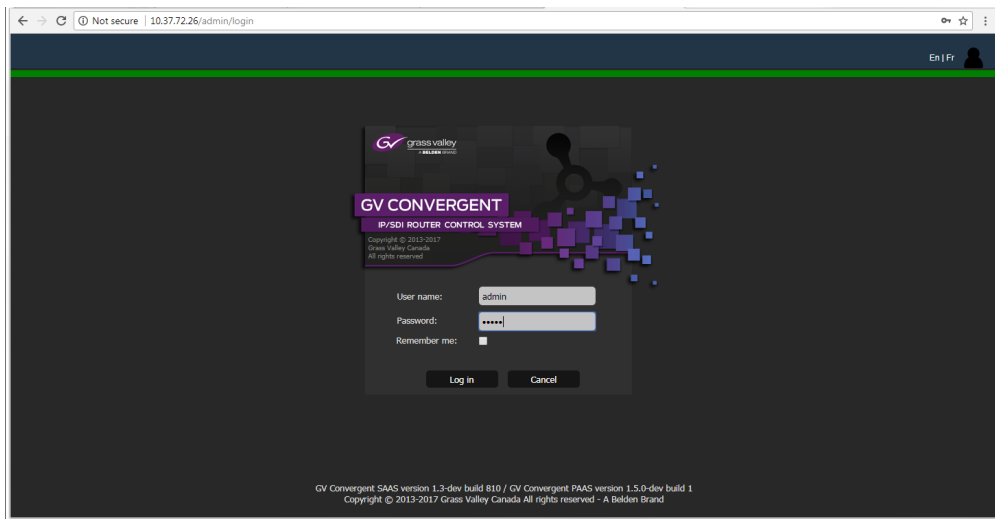 Not secure | 10.37.72.26/admin/login
En | Fr
GV grass valley
A BELDEN BRAND
GV CONVERGENT
IP/SDI ROUTER CONTROL SYSTEM
Copyright © 2013-2017
Grass Valley Canada
All rights reserved
User name: admin
Password: •••••
Remember me:
Log in Cancel
GV Convergent SAAS version 1.3-dev build 810 / GV Convergent PAAS version 1.5.0-dev build 1
Copyright © 2013-2017 Grass Valley Canada All rights reserved - A Belden Brand